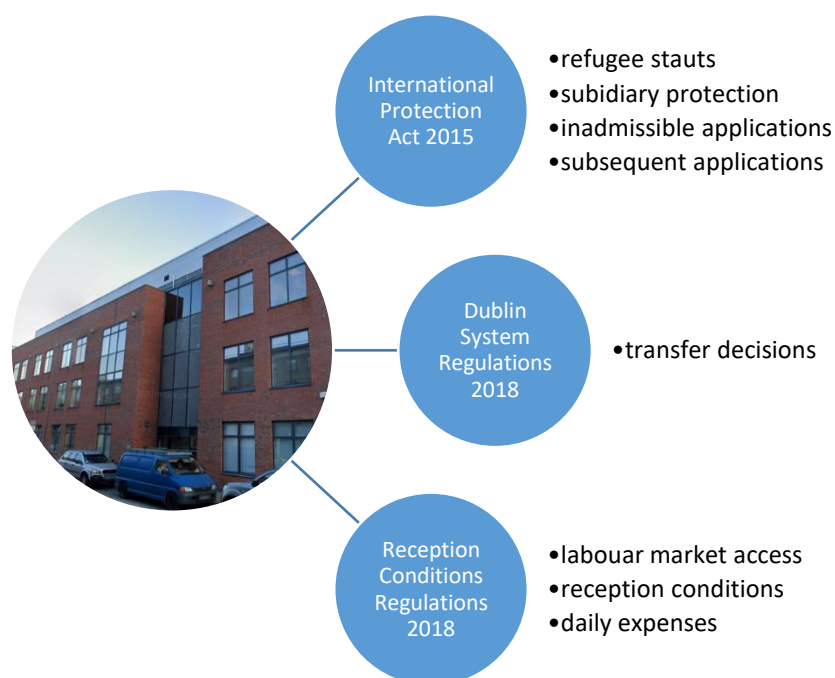 International
Protection
Act 2015
•refugee stauts
•subidiary protection
•inadmissible applications
•subsequent applications
Dublin
System
Regulations
2018
•transfer decisions
Reception
Conditions
Regulations
2018
•labouar market access
•reception conditions
•daily expenses